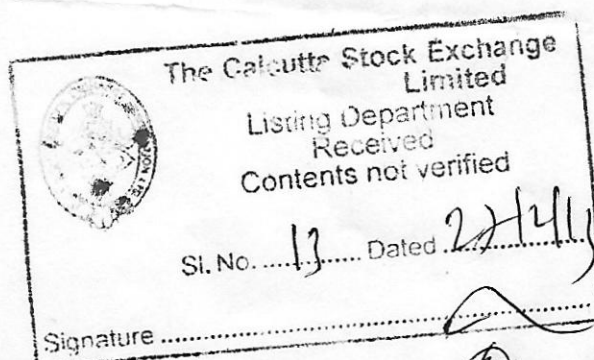 The Calcutta Stock Exchange
Limited
Listing Department
Received
Contents not verified
Sl. No. 13 Dated
Signature